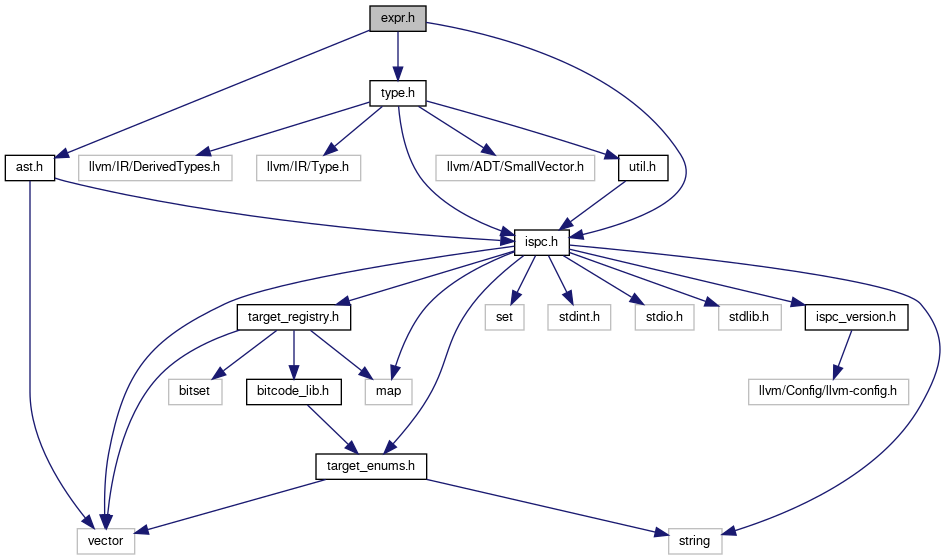 expr.h
type.h
ast.h
llvm/IR/DerivedTypes.h
llvm/IR/Type.h
llvm/ADT/SmallVector.h
util.h
ispc.h
target_registry.h
set
stdint.h
stdio.h
stdlib.h
ispc_version.h
bitset
bitcode_lib.h
map
llvm/Config/llvm-config.h
target_enums.h
vector
string